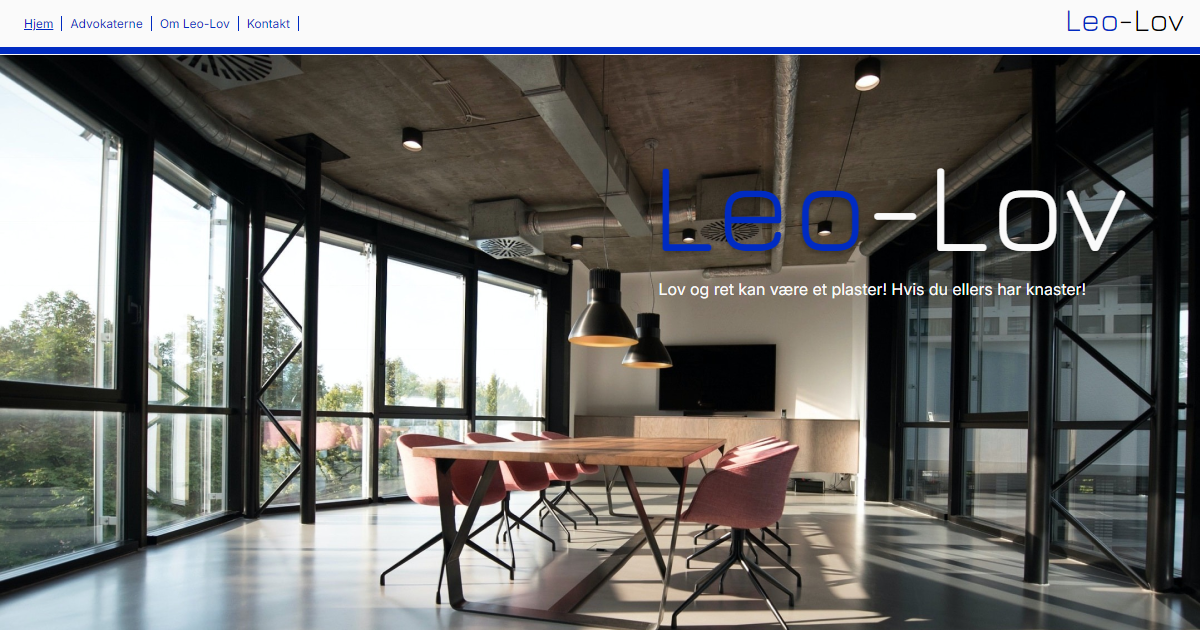 Hjem
Advokaterne
Om Leo-Lov
Kontakt
Leo-Lov
Leo-Lov
Lov og ret kan være et plaster! Hvis du ellers har knaster!